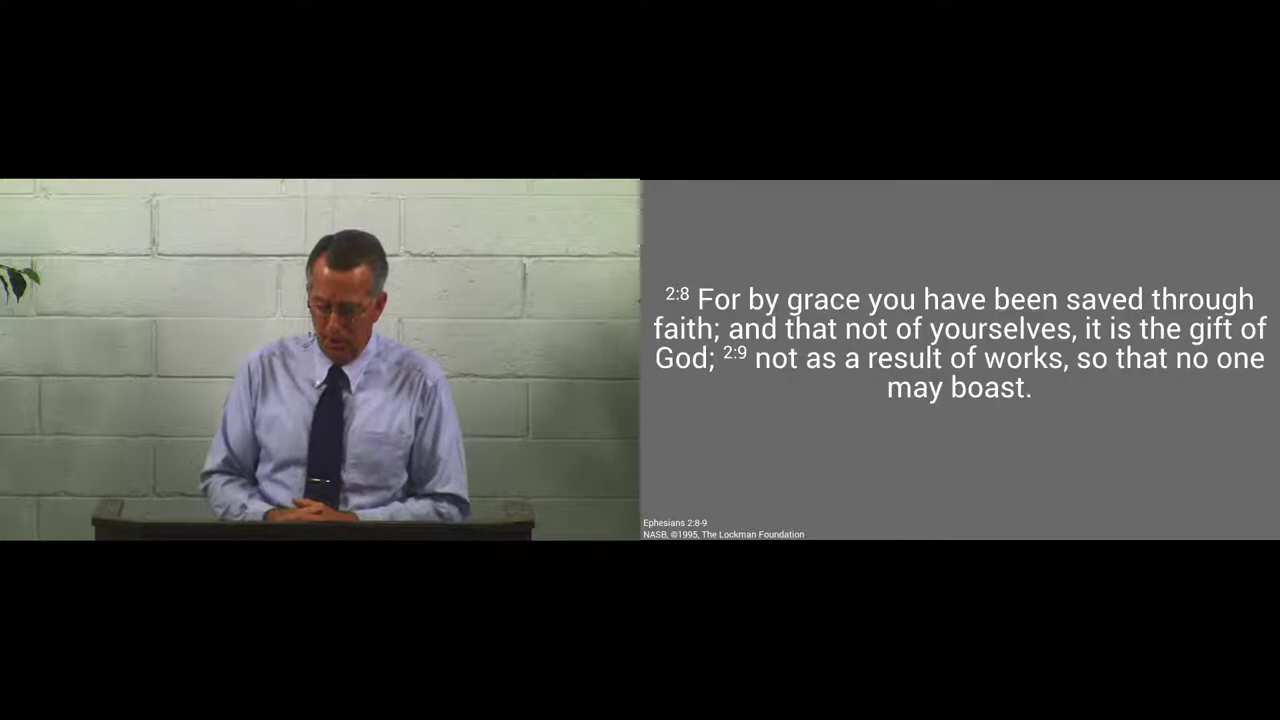 2:8 For by grace you have been saved through
faith; and that not of yourselves, it is the gift of
God; 2:9 not as a result of works, so that no one
may boast.
Ephesians 2:8-9
NASB, ©1995, The Lockman Foundation